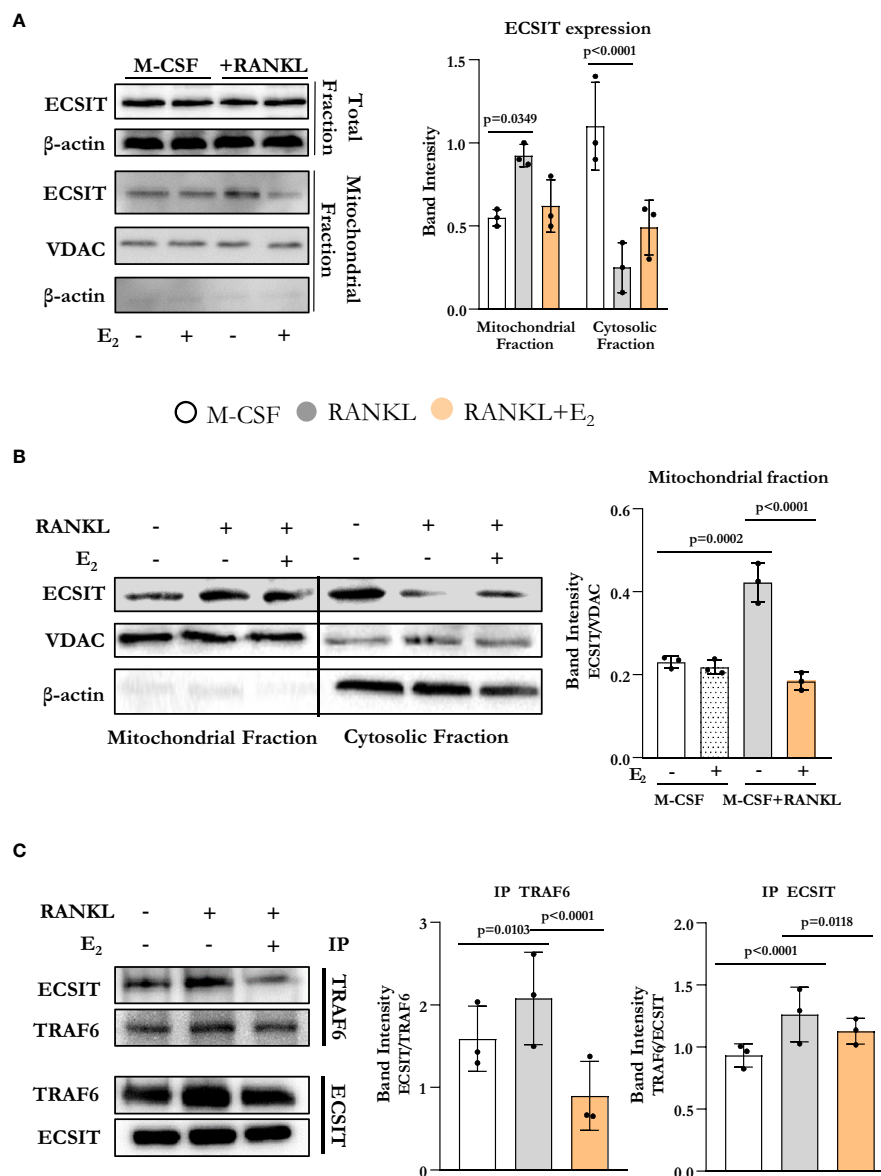 A
M-CSF +RANKL
ECSIT
β-actin
Total
Fraction
ECSIT
VDAC
β-actin
Mitochondrial
Fraction
E₂ - + - +
ECSIT expression
p<0.0001
p=0.0349
Band Intensity
1.5
1.0
0.5
0.0
Mitochondrial
Fraction
Cytosolic
Fraction
M-CSF RANKL RANKL+E₂
B
RANKL - + + - + +
E₂ - - + - - +
ECSIT
VDAC
β-actin
Mitochondrial Fraction Cytosolic Fraction
Mitochondrial fraction
p<0.0001
p=0.0002
Band Intensity
ECSIT/VDAC
0.6
0.4
0.2
0.0
E₂ - + - +
M-CSF M-CSF+RANKL
C
RANKL - + +
E₂ - - + IP
ECSIT
TRAF6
TRAF6
TRAF6
ECSIT
ECSIT
IP TRAF6
p<0.0001
p=0.0103
Band Intensity
ECSIT/TRAF6
3
2
1
0
IP ECSIT
p=0.0118
p<0.0001
Band Intensity
TRAF6/ECSIT
2.0
1.5
1.0
0.5
0.0